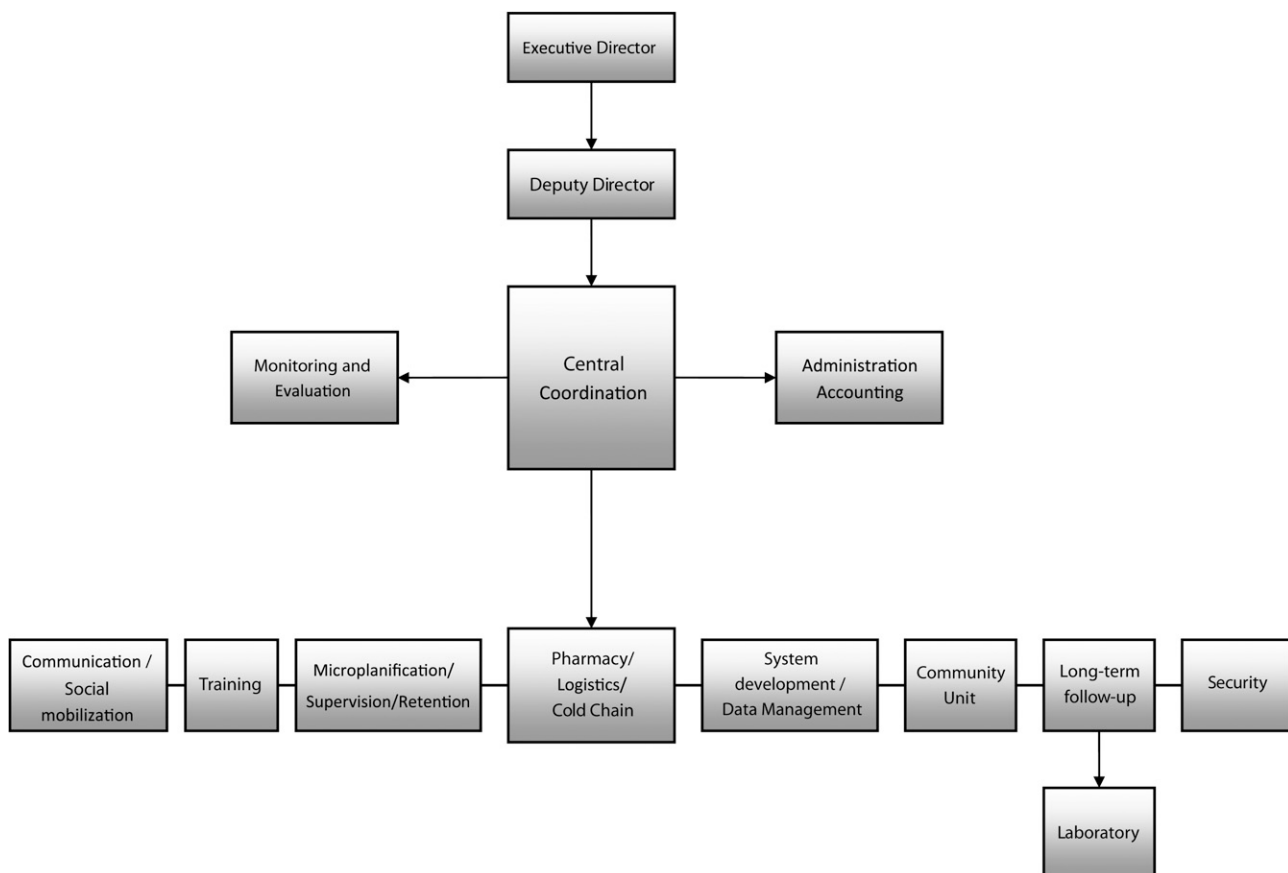 Executive Director
Deputy Director
Monitoring and
Evaluation
Central
Coordination
Administration
Accounting
Communication /
Social
mobilization
Training
Microplanification/
Supervision/Retention
Pharmacy/
Logistics/
Cold Chain
System
development /
Data Management
Community
Unit
Long-term
follow-up
Security
Laboratory